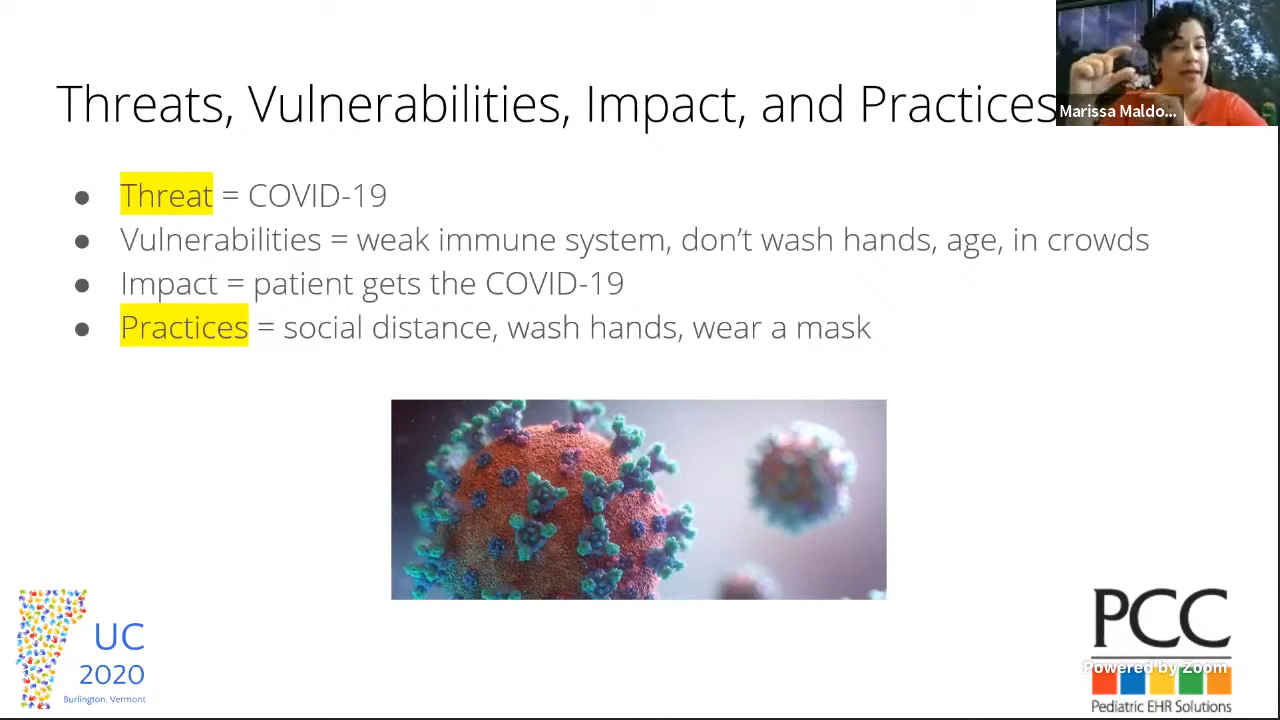 Threats, Vulnerabilities, Impact, and Practices
Marissa Maldo...
● Threat = COVID-19
● Vulnerabilities = weak immune system, don’t wash hands, age, in crowds
● Impact = patient gets the COVID-19
● Practices = social distance, wash hands, wear a mask
UC
2020
Burlington, Vermont
PCC
Powered by Zoom
Pediatric EHR Solutions